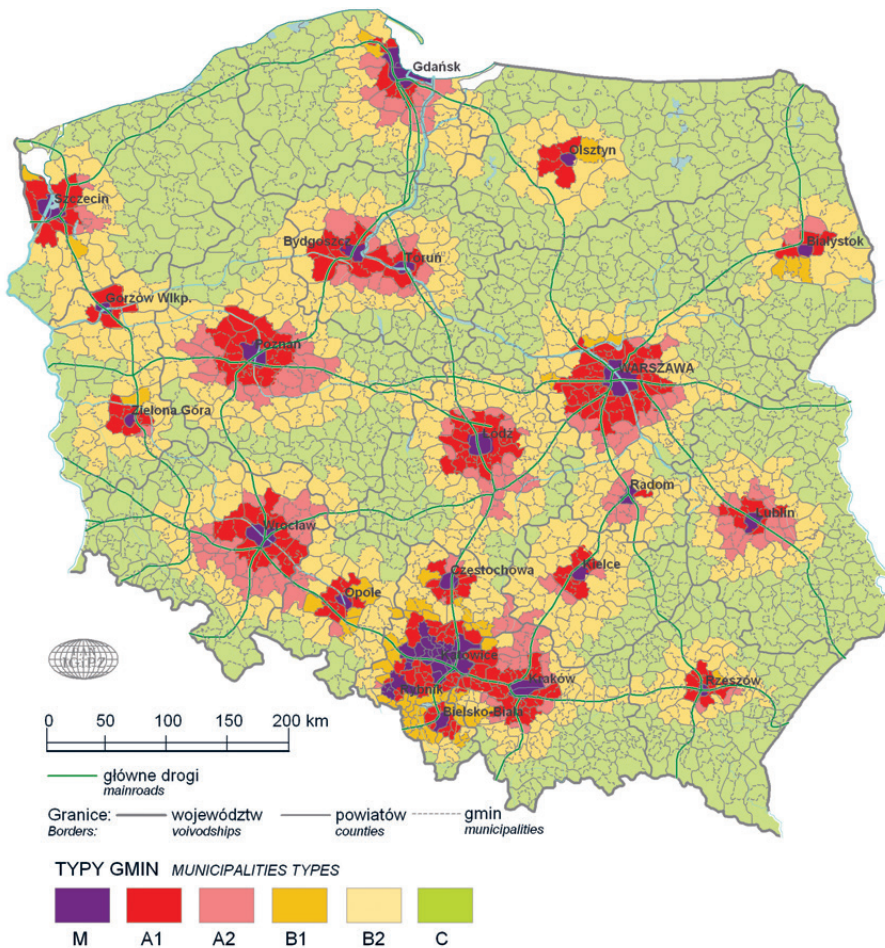 Gdańsk
Olsztyn
Szczecin
Bydgoszcz
Toruń
Białystok
Gorzów Wlkp.
Poznań
WARSZAWA
Zielona Góra
Łódź
Radom
Lublin
Wrocław
Częstochowa
Kielce
Opole
Katowice
Kraków
Rybnik
Rzeszów
Bielsko-Biała
PAN
IGiPZ
0 50 100 150 200 km
główne drogi
mainroads
Granice: województw powiatów gmin
Borders: voivodships counties municipalities
TYPY GMIN MUNICIPALITIES TYPES
M A1 A2 B1 B2 C